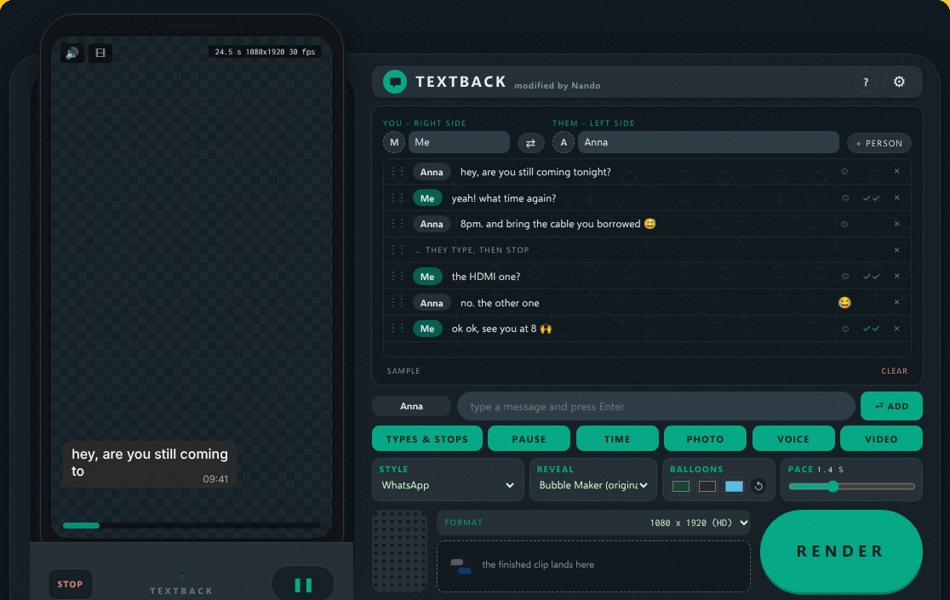 24.5 s 1080x1920 30 fps
hey, are you still coming
to
09:41
STOP
TEXTBACK
TEXTBACK modified by Nando
?
YOU - RIGHT SIDE
THEM - LEFT SIDE
M Me
A Anna
+ PERSON
Anna hey, are you still coming tonight?
Me yeah! what time again?
Anna 8pm. and bring the cable you borrowed 😅
... THEY TYPE, THEN STOP
Me the HDMI one?
Anna no. the other one 😂
Me ok ok, see you at 8 🙌
SAMPLE
CLEAR
Anna type a message and press Enter
ADD
TYPES & STOPS
PAUSE
TIME
PHOTO
VOICE
VIDEO
STYLE
WhatsApp
REVEAL
Bubble Maker (origina
BALLOONS
PACE 1.4 S
FORMAT 1080 x 1920 (HD)
the finished clip lands here
RENDER